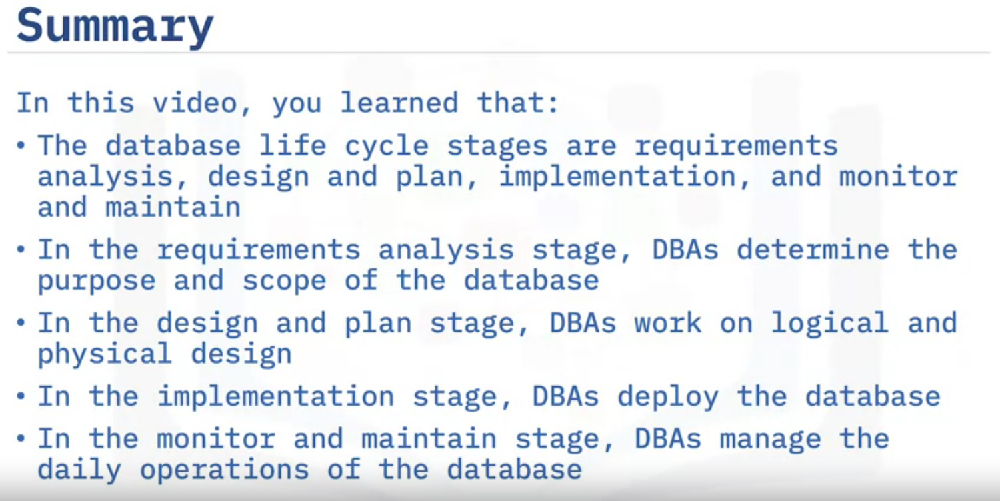 Summary
In this video, you learned that:
• The database life cycle stages are requirements
analysis, design and plan, implementation, and monitor
and maintain
• In the requirements analysis stage, DBAs determine the
purpose and scope of the database
• In the design and plan stage, DBAs work on logical and
physical design
• In the implementation stage, DBAs deploy the database
• In the monitor and maintain stage, DBAs manage the
daily operations of the database